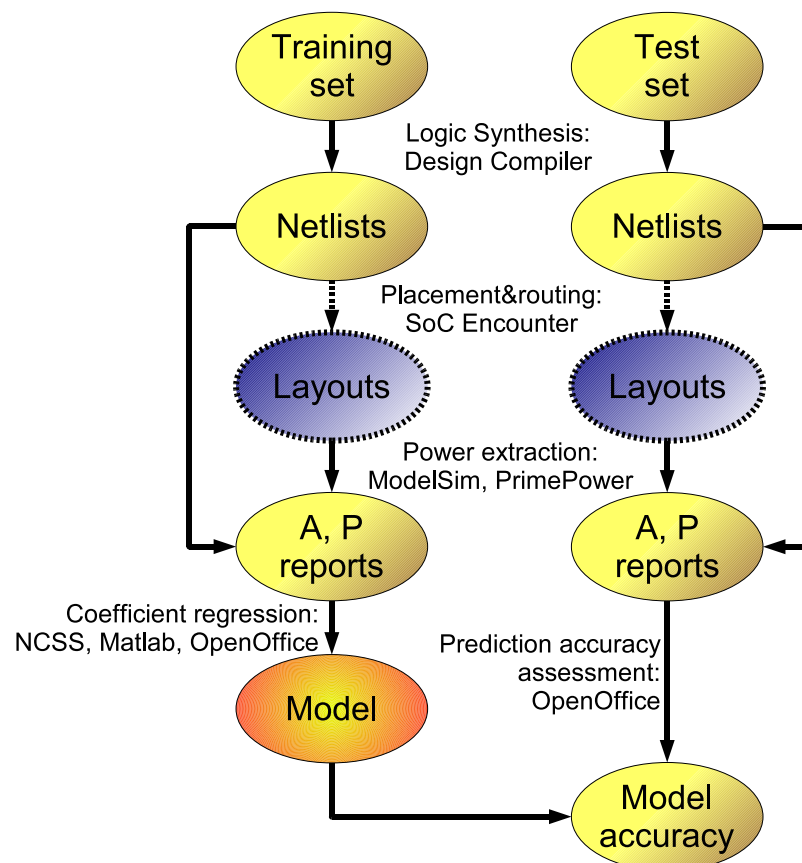 Training
set
Test
set
Logic Synthesis:
Design Compiler
Netlists
Netlists
Placement&routing:
SoC Encounter
Layouts
Layouts
Power extraction:
ModelSim, PrimePower
A, P
reports
A, P
reports
Coefficient regression:
NCSS, Matlab, OpenOffice
Prediction accuracy
assessment:
OpenOffice
Model
Model
accuracy